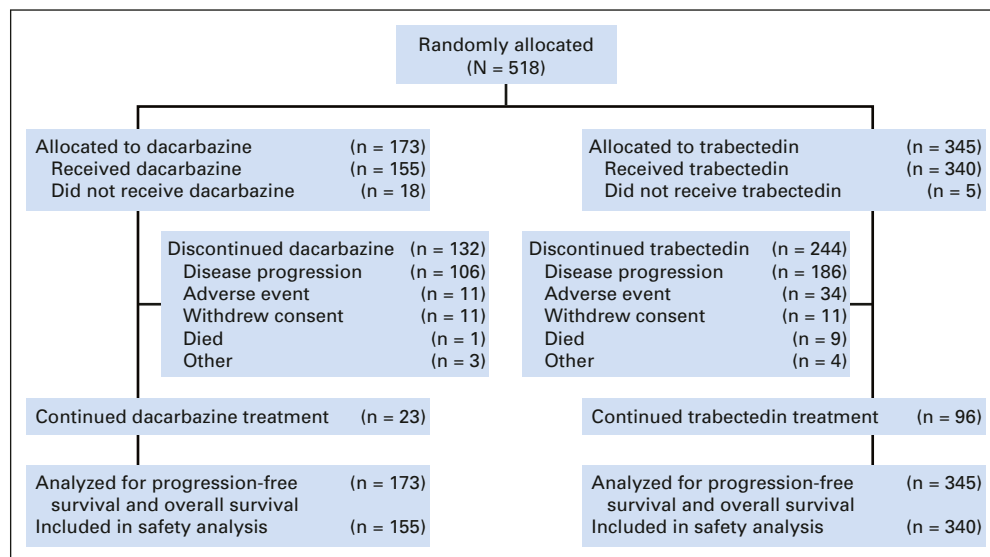 Randomly allocated
(N = 518)
Allocated to dacarbazine (n = 173)
Received dacarbazine (n = 155)
Did not receive dacarbazine (n = 18)
Allocated to trabectedin (n = 345)
Received trabectedin (n = 340)
Did not receive trabectedin (n = 5)
Discontinued dacarbazine (n = 132)
Disease progression (n = 106)
Adverse event (n = 11)
Withdrew consent (n = 11)
Died (n = 1)
Other (n = 3)
Discontinued trabectedin (n = 244)
Disease progression (n = 186)
Adverse event (n = 34)
Withdrew consent (n = 11)
Died (n = 9)
Other (n = 4)
Continued dacarbazine treatment (n = 23)
Continued trabectedin treatment (n = 96)
Analyzed for progression-free (n = 173)
survival and overall survival
Included in safety analysis (n = 155)
Analyzed for progression-free (n = 345)
survival and overall survival
Included in safety analysis (n = 340)